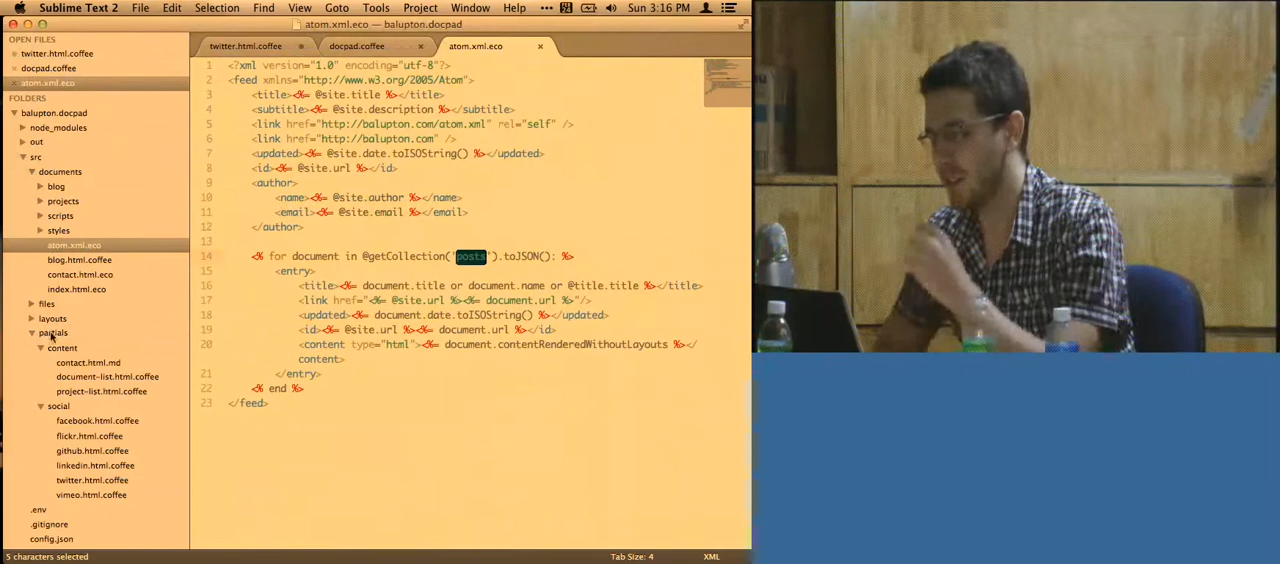 Sublime Text 2 File Edit Selection Find View Goto Tools Project Window Help Sun 3:16 PM
atom.xml.eco — balupton.docpad
OPEN FILES
twitter.html.coffee
docpad.coffee
atom.xml.eco
FOLDERS
balupton.docpad
node_modules
out
src
documents
blog
projects
scripts
styles
atom.xml.eco
blog.html.coffee
contact.html.eco
index.html.eco
files
layouts
partials
content
contact.html.md
document-list.html.coffee
project-list.html.coffee
social
facebook.html.coffee
flickr.html.coffee
github.html.coffee
linkedin.html.coffee
twitter.html.coffee
vimeo.html.coffee
.env
.gitignore
config.json
twitter.html.coffee docpad.coffee atom.xml.eco
1 <?xml version="1.0" encoding="utf-8"?>
2 <feed xmlns="http://www.w3.org/2005/Atom">
3 <title><%= @site.title %></title>
4 <subtitle><%= @site.description %></subtitle>
5 <link href="http://balupton.com/atom.xml" rel="self" />
6 <link href="http://balupton.com" />
7 <updated><%= @site.date.toISOString() %></updated>
8 <id><%= @site.url %></id>
9 <author>
10 <name><%= @site.author %></name>
11 <email><%= @site.email %></email>
12 </author>
13
14 <% for document in @getCollection('posts').toJSON(): %>
15 <entry>
16 <title><%= document.title or document.name or @title.title %></title>
17 <link href="<%= @site.url %><%= document.url %>"/>
18 <updated><%= document.date.toISOString() %></updated>
19 <id><%= @site.url %><%= document.url %></id>
20 <content type="html"><%= document.contentRenderedWithoutLayouts %></
content>
21 </entry>
22 <% end %>
23 </feed>
5 characters selected Tab Size: 4 XML